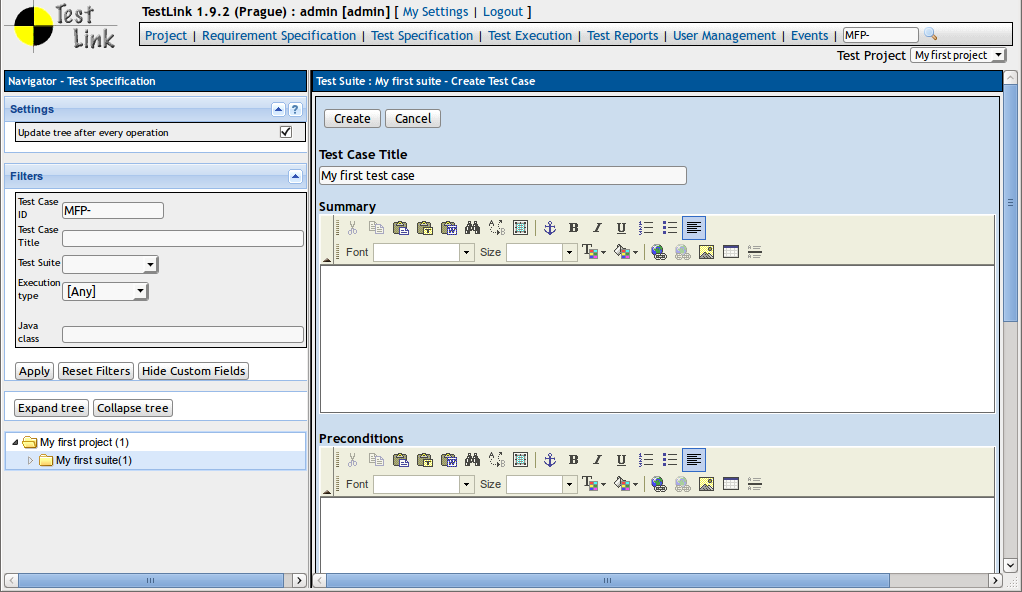 Test Link
TestLink 1.9.2 (Prague) : admin [admin] [ My Settings | Logout ]
Project | Requirement Specification | Test Specification | Test Execution | Test Reports | User Management | Events | MFP-
Test Project My first project
Navigator - Test Specification
Settings ?
Update tree after every operation
Filters
Test Case ID MFP-
Test Case Title
Test Suite
Execution type [Any]
Java class
Apply Reset Filters Hide Custom Fields
Expand tree Collapse tree
My first project (1)
My first suite(1)
Test Suite : My first suite - Create Test Case
Create Cancel
Test Case Title
My first test case
Summary
B I U
Font Size
Preconditions
B I U
Font Size